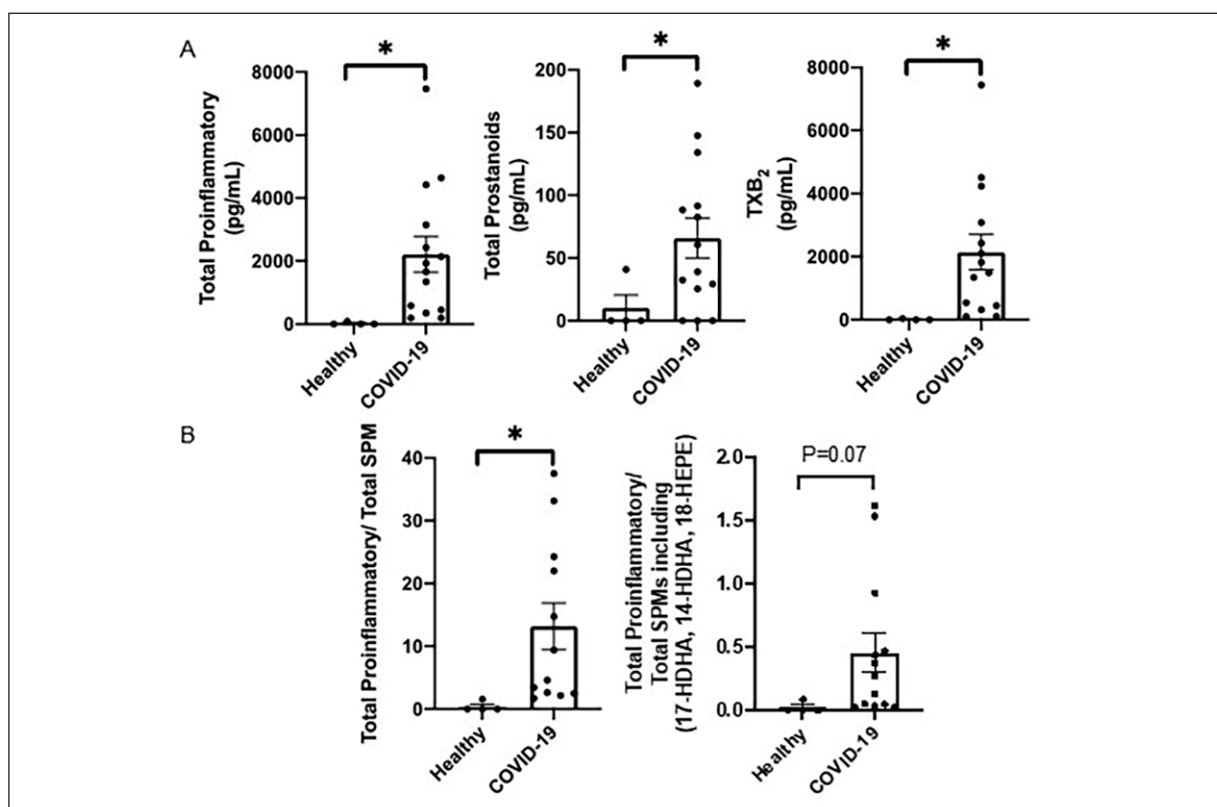 A
*
*
*
Total Proinflammatory
(pg/mL)
8000
6000
4000
2000
0
Healthy
COVID-19
Total Prostanoids
(pg/mL)
200
150
100
50
0
Healthy
COVID-19
TXB₂
(pg/mL)
8000
6000
4000
2000
0
Healthy
COVID-19
B
*
Total Proinflammatory/ Total SPM
40
30
20
10
0
Healthy
COVID-19
P=0.07
Total Proinflammatory/
Total SPMs including
(17-HDHA, 14-HDHA, 18-HEPE)
2.0
1.5
1.0
0.5
0.0
Healthy
COVID-19